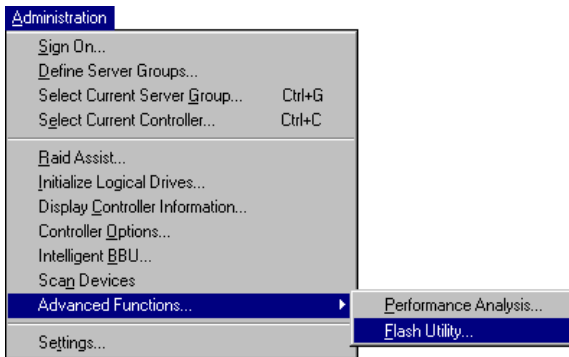 Administration
Sign On...
Define Server Groups...
Select Current Server Group... Ctrl+G
Select Current Controller... Ctrl+C
Raid Assist...
Initialize Logical Drives...
Display Controller Information...
Controller Options...
Intelligent BBU...
Scan Devices
Advanced Functions...
Performance Analysis...
Flash Utility...
Settings...